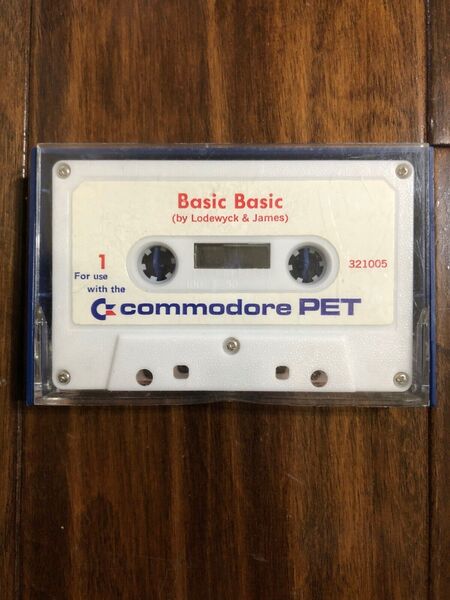 Basic Basic
(by Lodewyck & James)
1
321005
For use
with the
commodore PET